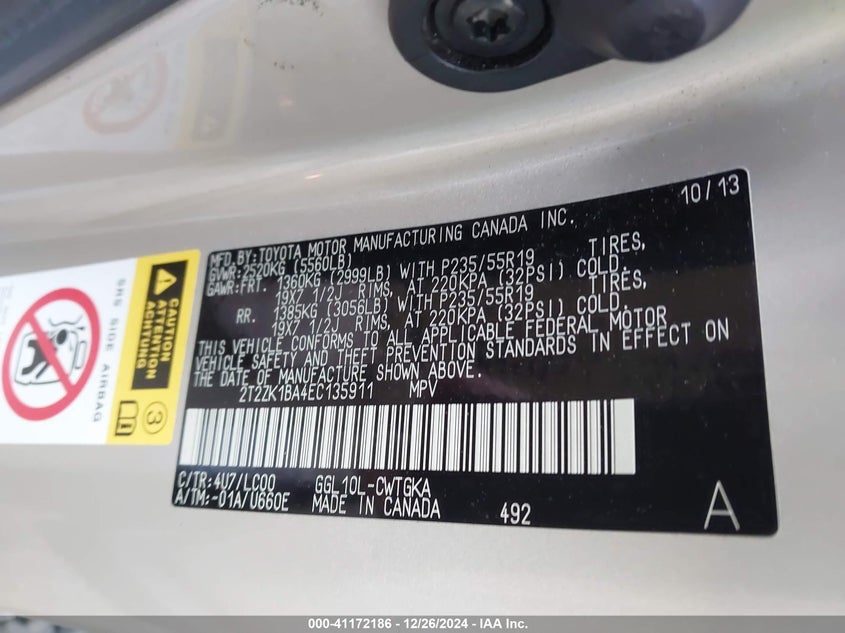 10/13
MFD.BY:TOYOTA MOTOR MANUFACTURING CANADA INC.
GVWR:2520KG (5560LB)
GAWR:FRT. 1360KG (2999LB) WITH P235/55R19 TIRES,
19X7 1/2J RIMS, AT 220KPA (32PSI) COLD.
RR. 1385KG (3056LB) WITH P235/55R19 TIRES,
19X7 1/2J RIMS, AT 220KPA (32PSI) COLD.
THIS VEHICLE CONFORMS TO ALL APPLICABLE FEDERAL MOTOR
VEHICLE SAFETY AND THEFT PREVENTION STANDARDS IN EFFECT ON
THE DATE OF MANUFACTURE SHOWN ABOVE.
2T2ZK1BA4EC135911 MPV
C/TR:4U7/LC00 GGL10L-CWTGKA
A/TM:-01A/U660E MADE IN CANADA 492 A
CAUTION
ATTENTION
ACHTUNG
3
SRS SIDE AIRBAG
000-41172186 - 12/26/2024 - IAA Inc.